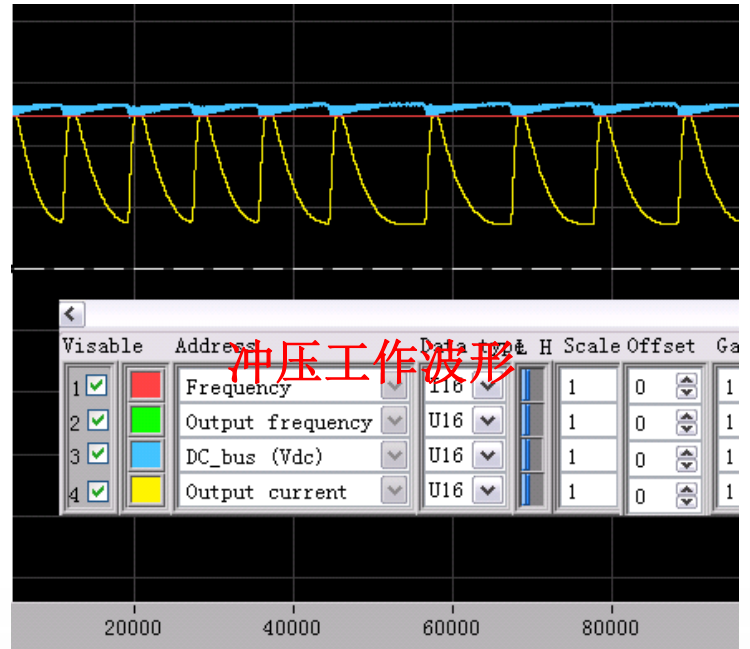 Visable Address Data type L H Scale Offset Ga
冲压工作波形
1 Frequency I16 1 0 1
2 Output frequency U16 1 0 1
3 DC_bus (Vdc) U16 1 0 1
4 Output current U16 1 0 1
20000 40000 60000 80000